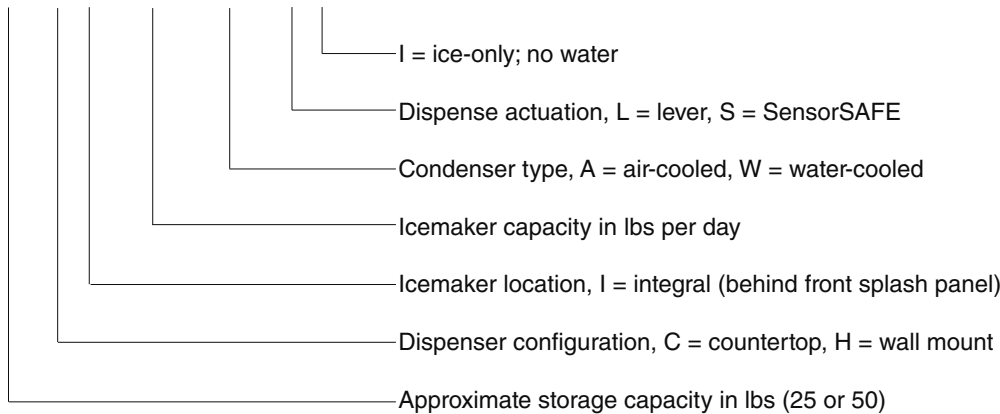 I = ice-only; no water
Dispense actuation, L = lever, S = SensorSAFE
Condenser type, A = air-cooled, W = water-cooled
Icemaker capacity in lbs per day
Icemaker location, I = integral (behind front splash panel)
Dispenser configuration, C = countertop, H = wall mount
Approximate storage capacity in lbs (25 or 50)